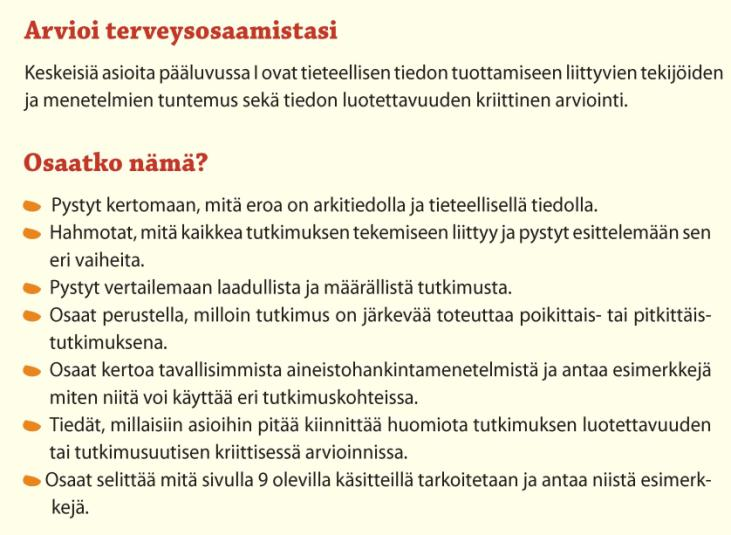 Arvioi terveysosaamistasi
Keskeisiä asioita pääluvussa I ovat tieteellisen tiedon tuottamiseen liittyvien tekijöiden
ja menetelmien tuntemus sekä tiedon luotettavuuden kriittinen arviointi.
Osaatko nämä?
Pystyt kertomaan, mitä eroa on arkitiedolla ja tieteellisellä tiedolla.
Hahmotat, mitä kaikkea tutkimuksen tekemiseen liittyy ja pystyt esittelemään sen
eri vaiheita.
Pystyt vertailemaan laadullista ja määrällistä tutkimusta.
Osaat perustella, milloin tutkimus on järkevää toteuttaa poikittais- tai pitkittäis-
tutkimuksena.
Osaat kertoa tavallisimmista aineistohankintamenetelmistä ja antaa esimerkkejä
miten niitä voi käyttää eri tutkimuskohteissa.
Tiedät, millaisiin asioihin pitää kiinnittää huomiota tutkimuksen luotettavuuden
tai tutkimusuutisen kriittisessä arvioinnissa.
Osaat selittää mitä sivulla 9 olevilla käsitteillä tarkoitetaan ja antaa niistä esimerk-
kejä.